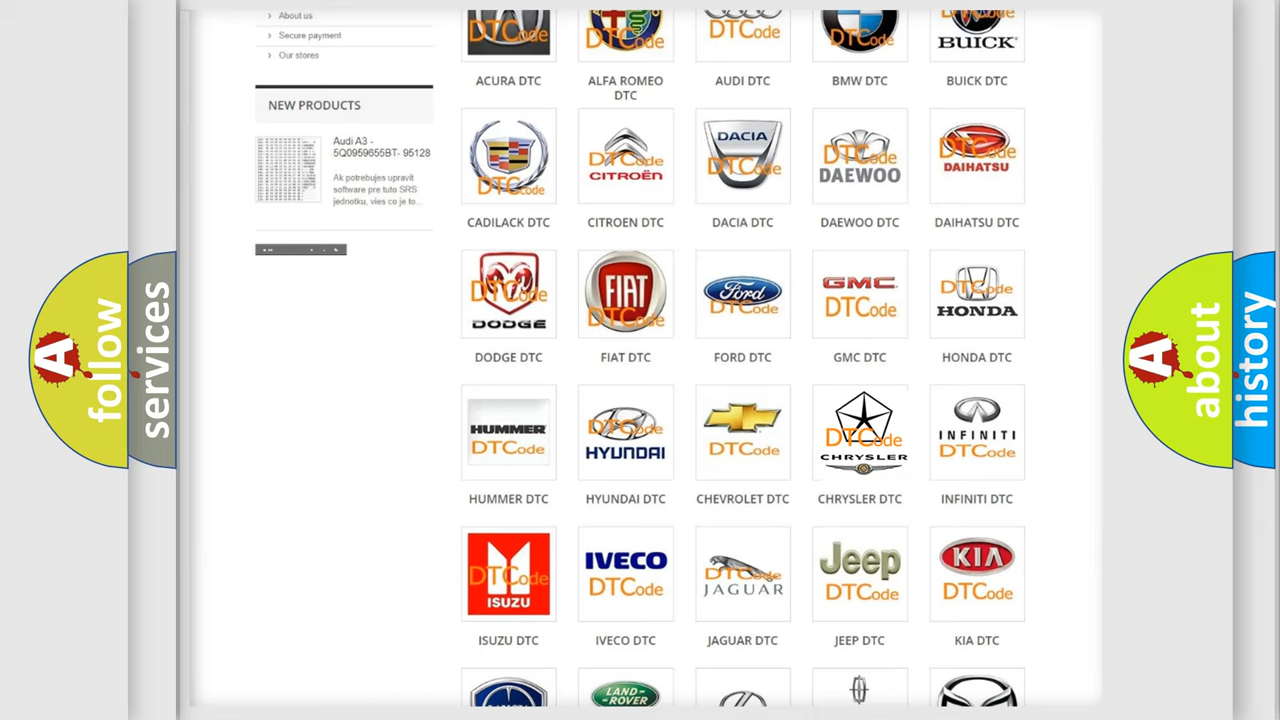 About us
Secure payment
Our stores
NEW PRODUCTS
Audi A3 -
5Q0959655BT- 95128
Ak potrebujes upravit
software pre tuto SRS
jednotku, vies co je to...
DTCode
DTCode
DTCode
DTCode
BUICK
ACURA DTC
ALFA ROMEO
DTC
AUDI DTC
BMW DTC
BUICK DTC
DTCode
DTCode
CITROËN
DACIA
DTCode
DTCode
DAEWOO
DTCode
DAIHATSU
CADILACK DTC
CITROEN DTC
DACIA DTC
DAEWOO DTC
DAIHATSU DTC
DTCode
DODGE
FIAT
DTCode
Ford
DTCode
GMC
DTCode
DTCode
HONDA
DODGE DTC
FIAT DTC
FORD DTC
GMC DTC
HONDA DTC
HUMMER
DTCode
DTCode
HYUNDAI
DTCode
DTCode
CHRYSLER
INFINITI
DTCode
HUMMER DTC
HYUNDAI DTC
CHEVROLET DTC
CHRYSLER DTC
INFINITI DTC
DTCode
ISUZU
IVECO
DTCode
DTCode
JAGUAR
Jeep
DTCode
KIA
DTCode
ISUZU DTC
IVECO DTC
JAGUAR DTC
JEEP DTC
KIA DTC
LAND-
ROVER
A
follow
services
A
about
history